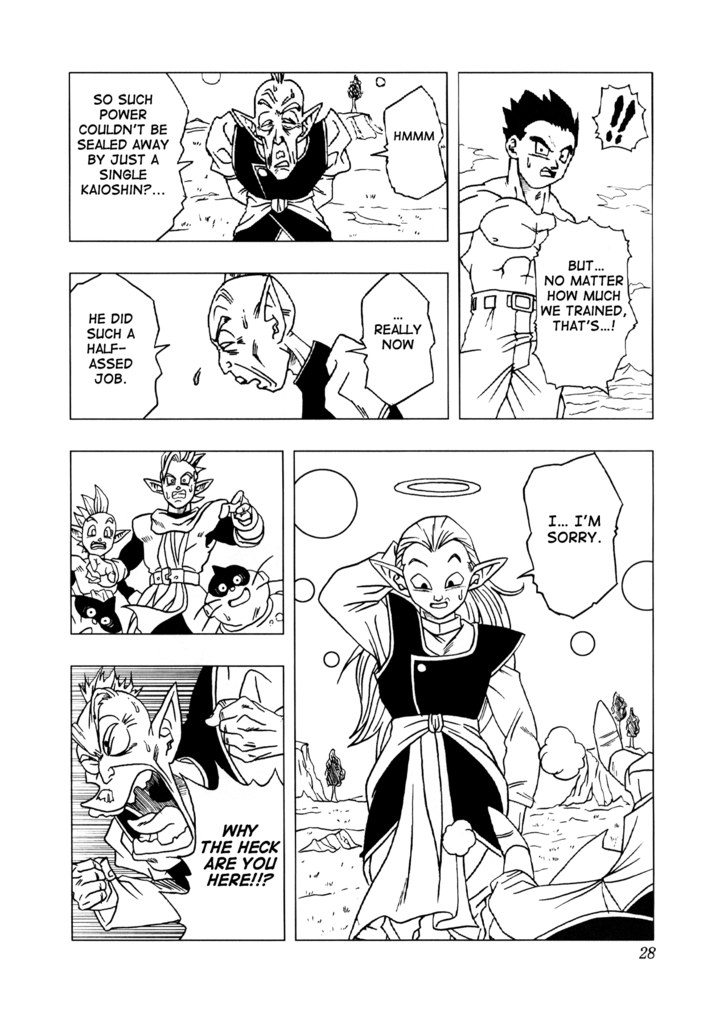 !!
BUT...
NO MATTER
HOW MUCH
WE TRAINED,
THAT'S...!
HMMM
SO SUCH
POWER
COULDN'T BE
SEALED AWAY
BY JUST A
SINGLE
KAIOSHIN?...
...
REALLY
NOW
HE DID
SUCH A
HALF-
ASSED
JOB.
I... I'M
SORRY.
WHY
THE HECK
ARE YOU
HERE!!?
28